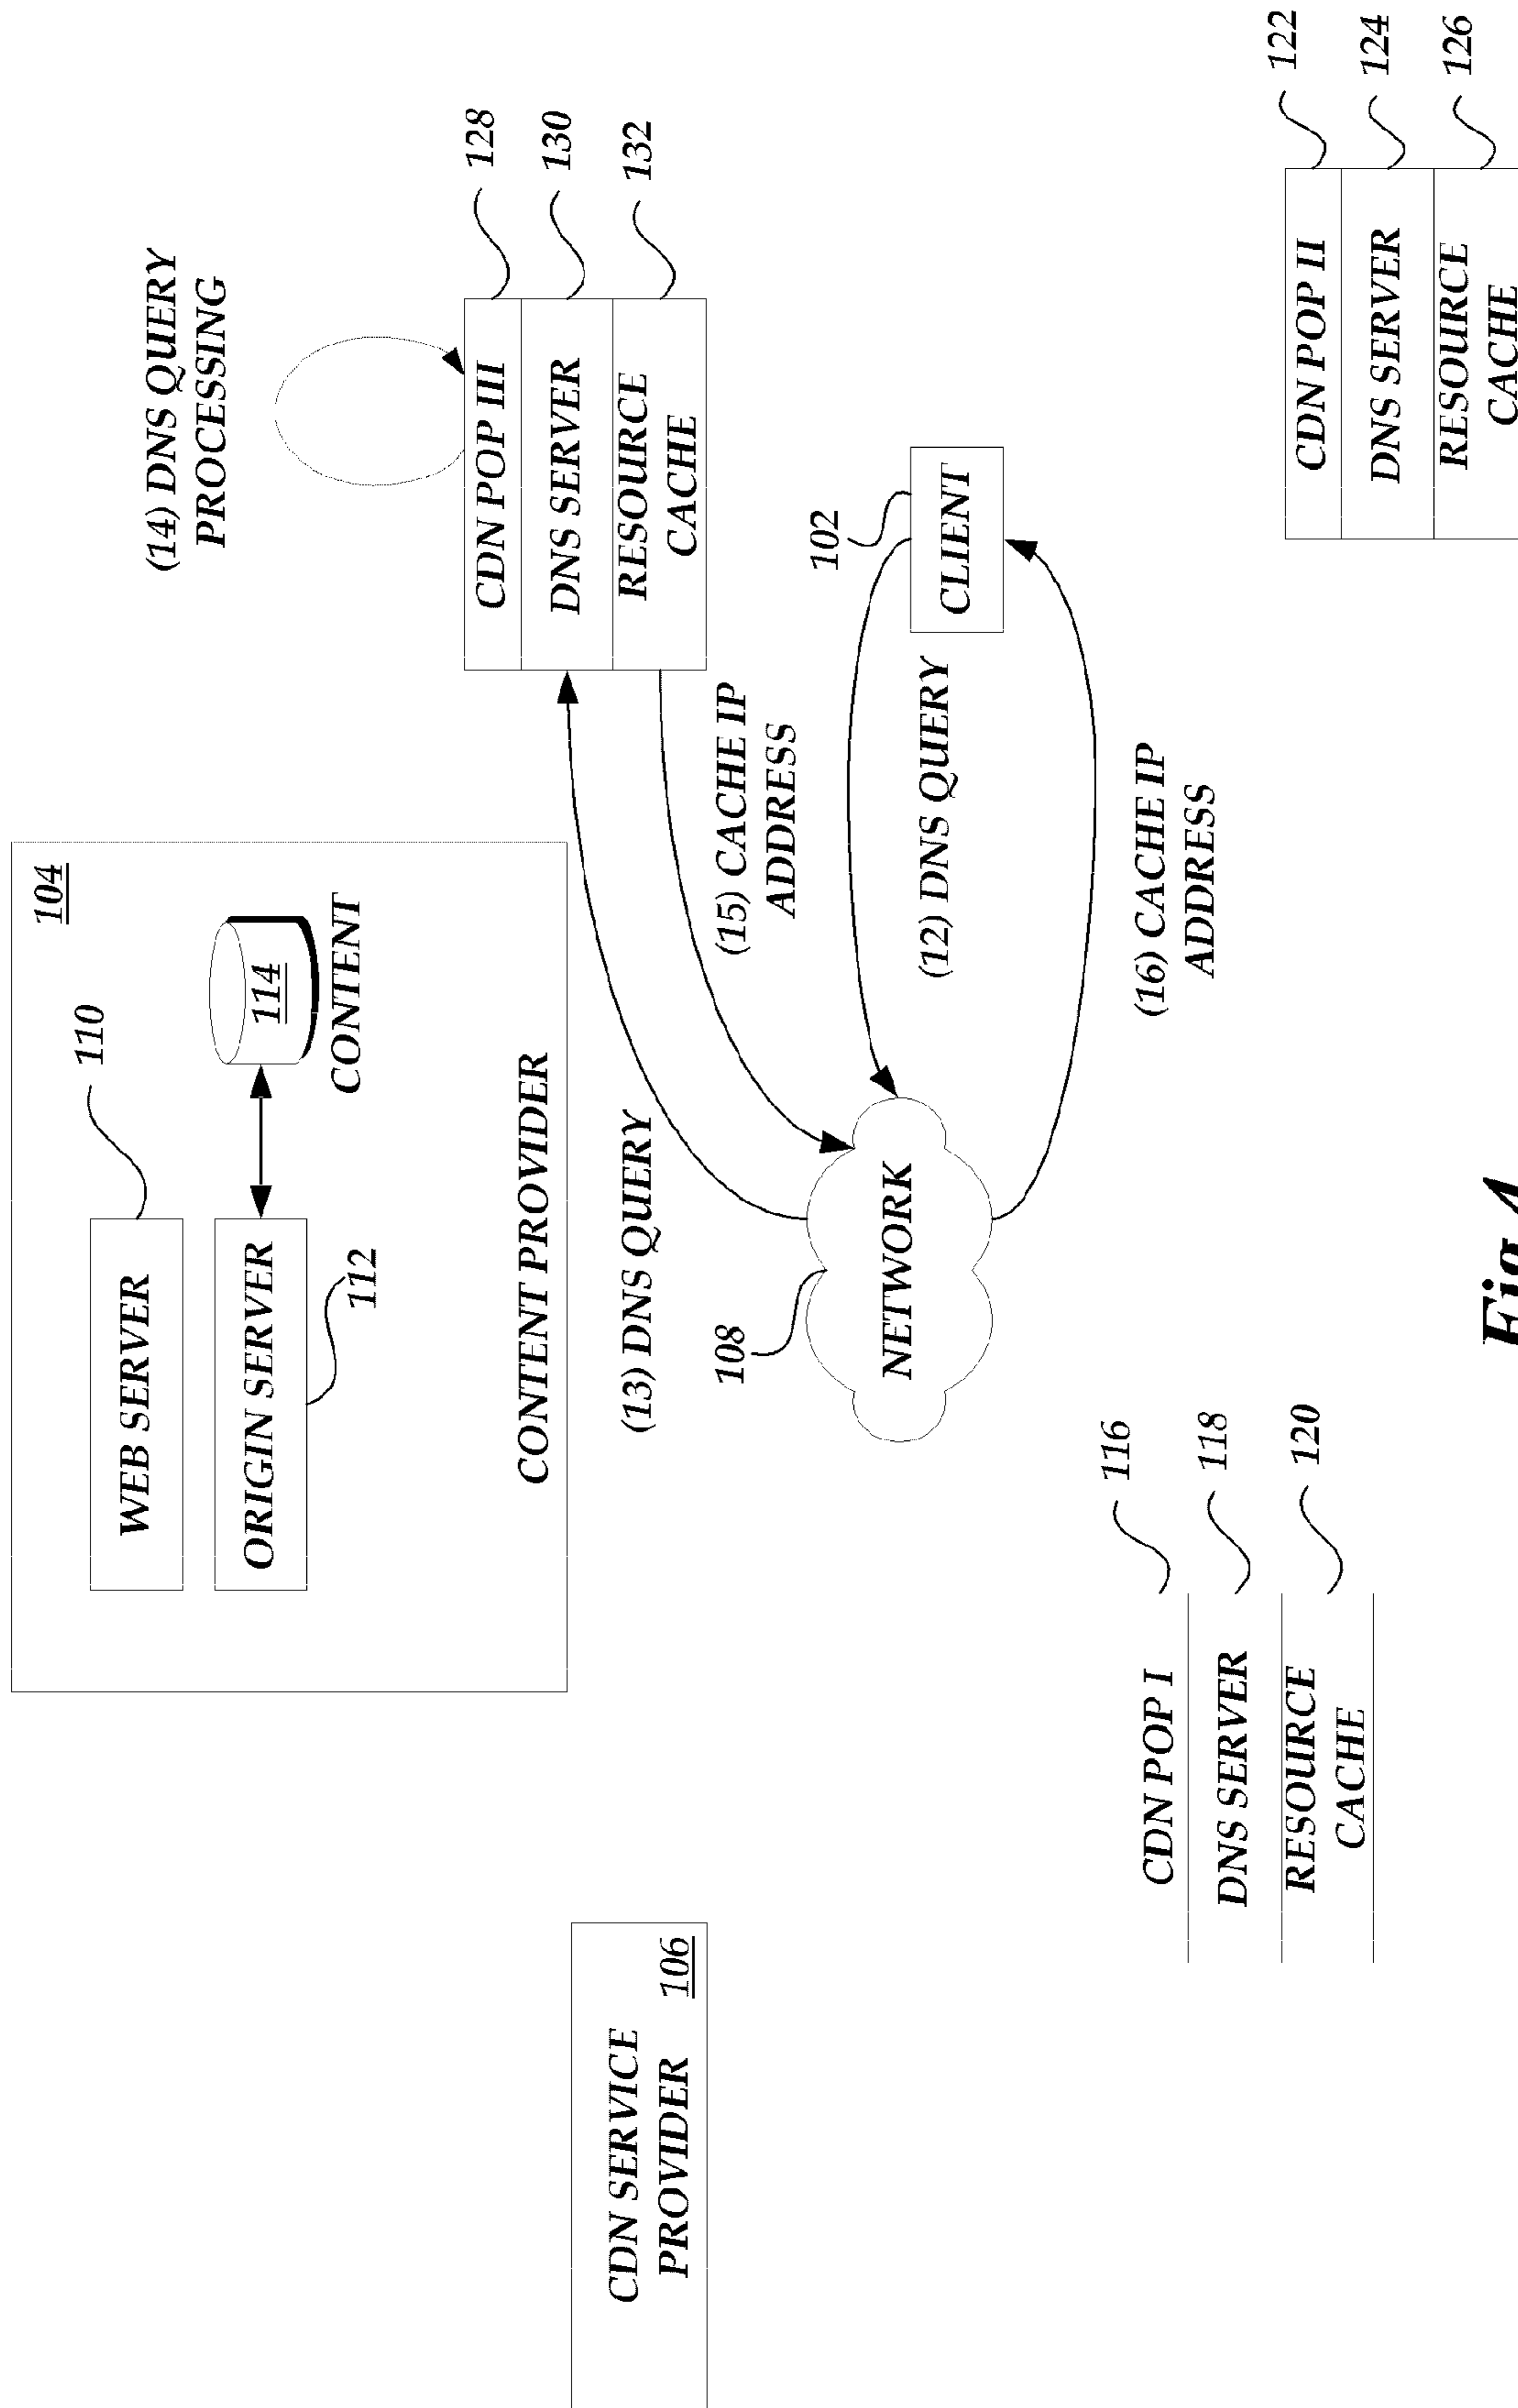 104
WEB SERVER
110
ORIGIN SERVER
112
114
CONTENT
CONTENT PROVIDER
(14) DNS QUERY
PROCESSING
CDN POP III
128
DNS SERVER
130
RESOURCE
CACHE
132
CDN SERVICE
PROVIDER
106
(13) DNS QUERY
(15) CACHE IP
ADDRESS
108
NETWORK
102
CLIENT
(12) DNS QUERY
(16) CACHE IP
ADDRESS
CDN POP I
116
DNS SERVER
118
RESOURCE
CACHE
120
CDN POP II
122
DNS SERVER
124
RESOURCE
CACHE
126
Fig.4.